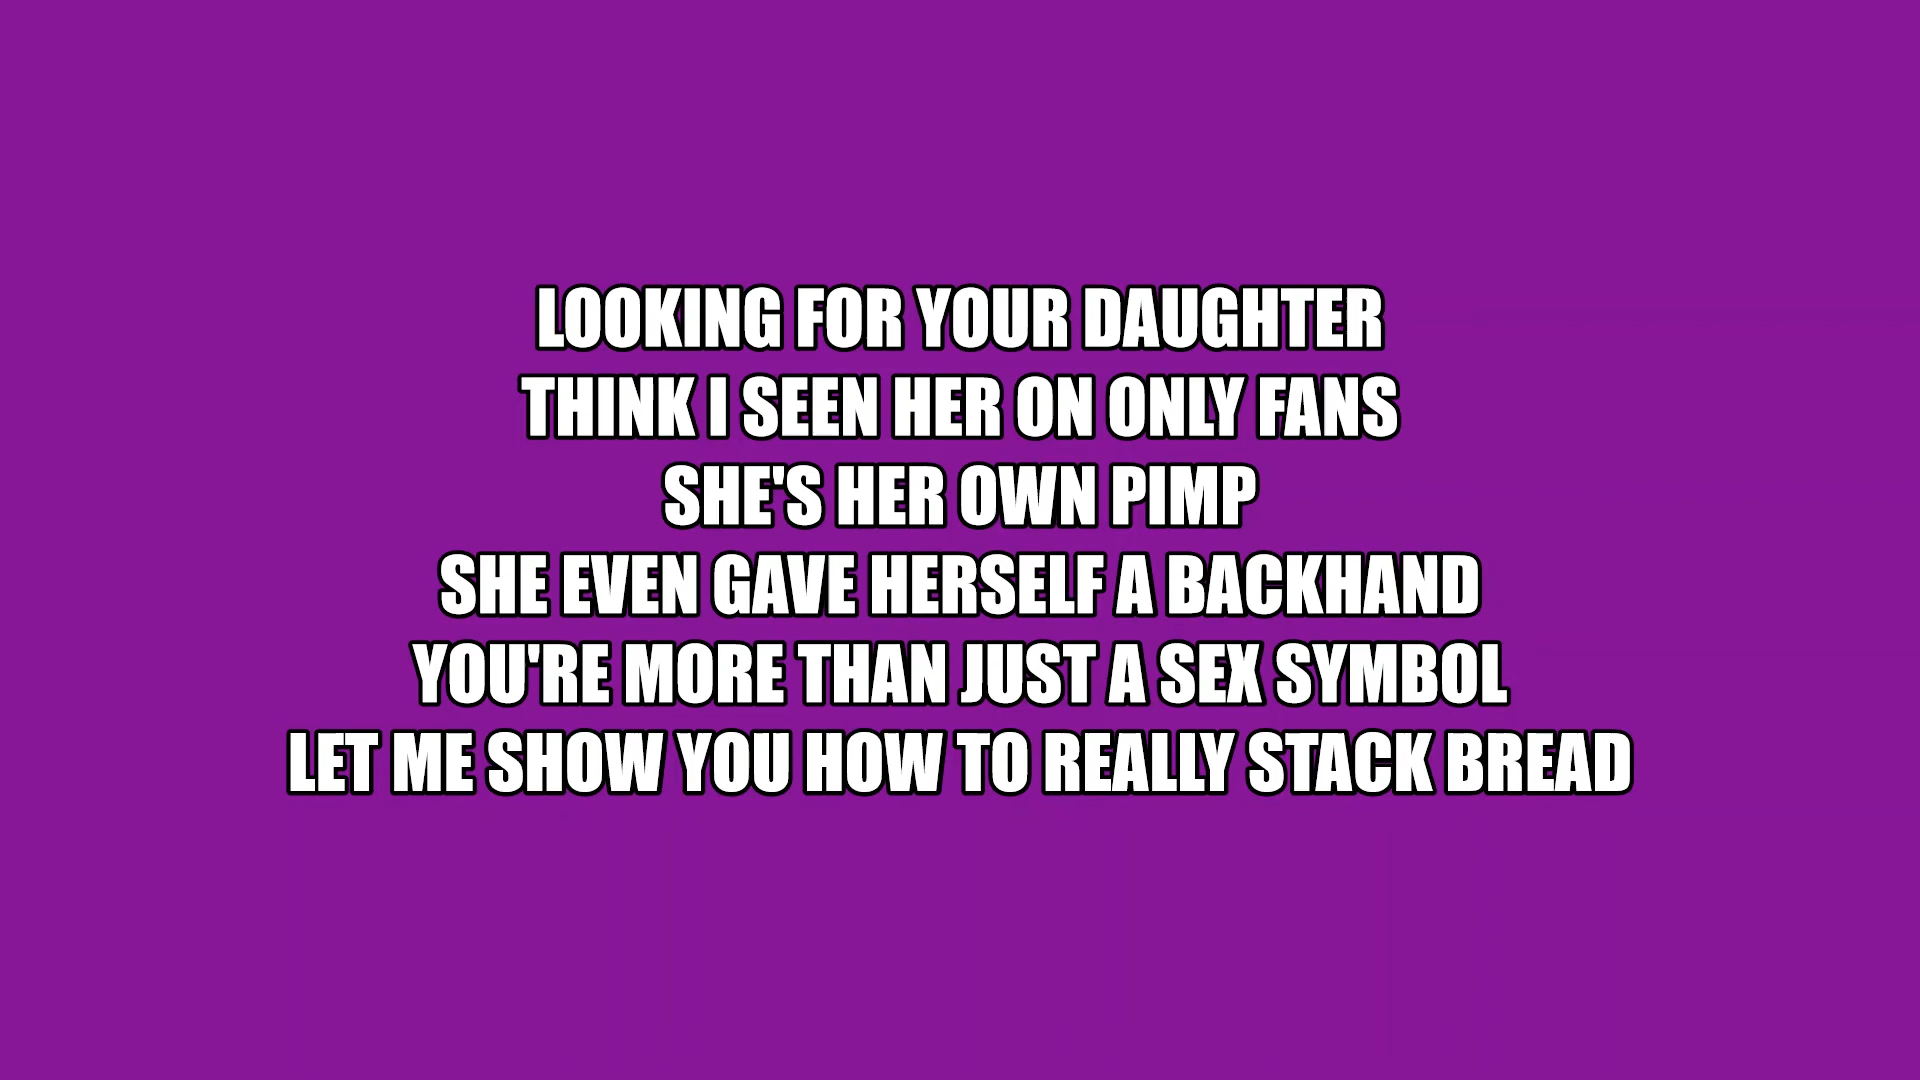 LOOKING FOR YOUR DAUGHTER
THINK I SEEN HER ON ONLY FANS
SHE'S HER OWN PIMP
SHE EVEN GAVE HERSELF A BACKHAND
YOU'RE MORE THAN JUST A SEX SYMBOL
LET ME SHOW YOU HOW TO REALLY STACK BREAD